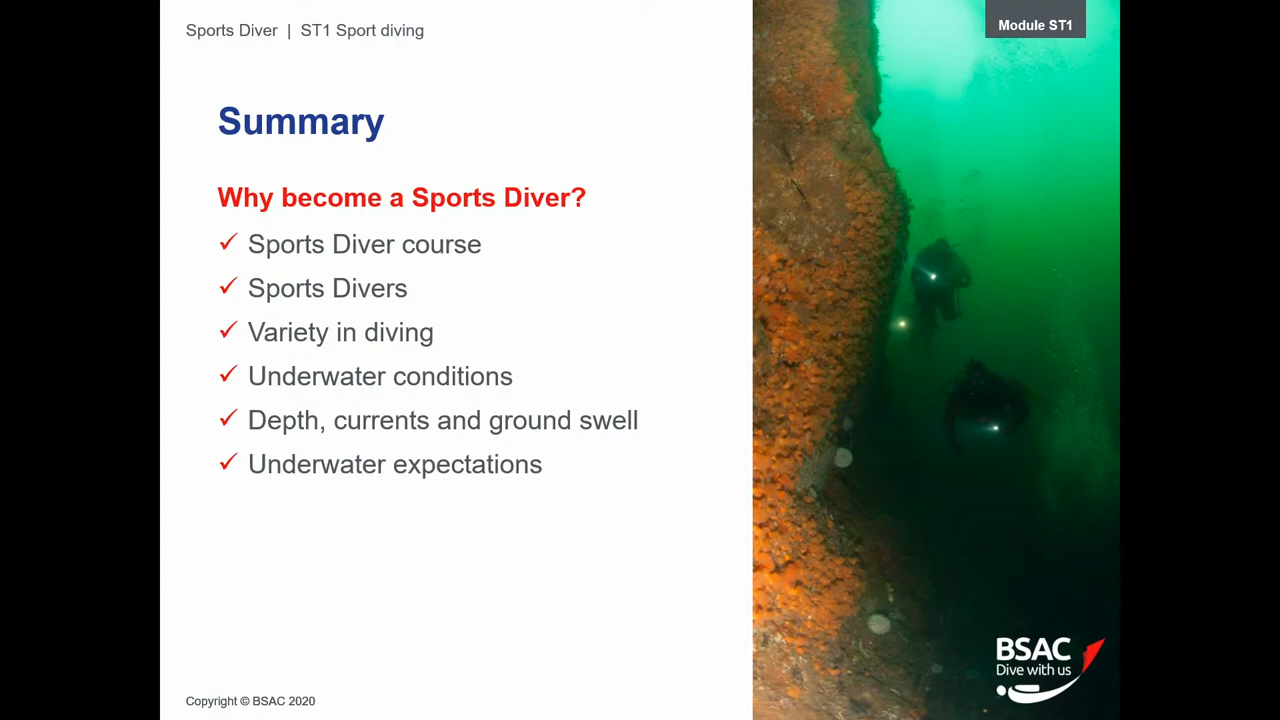 Sports Diver | ST1 Sport diving
Module ST1
Summary
Why become a Sports Diver?
✓ Sports Diver course
✓ Sports Divers
✓ Variety in diving
✓ Underwater conditions
✓ Depth, currents and ground swell
✓ Underwater expectations
BSAC
Dive with us
Copyright © BSAC 2020